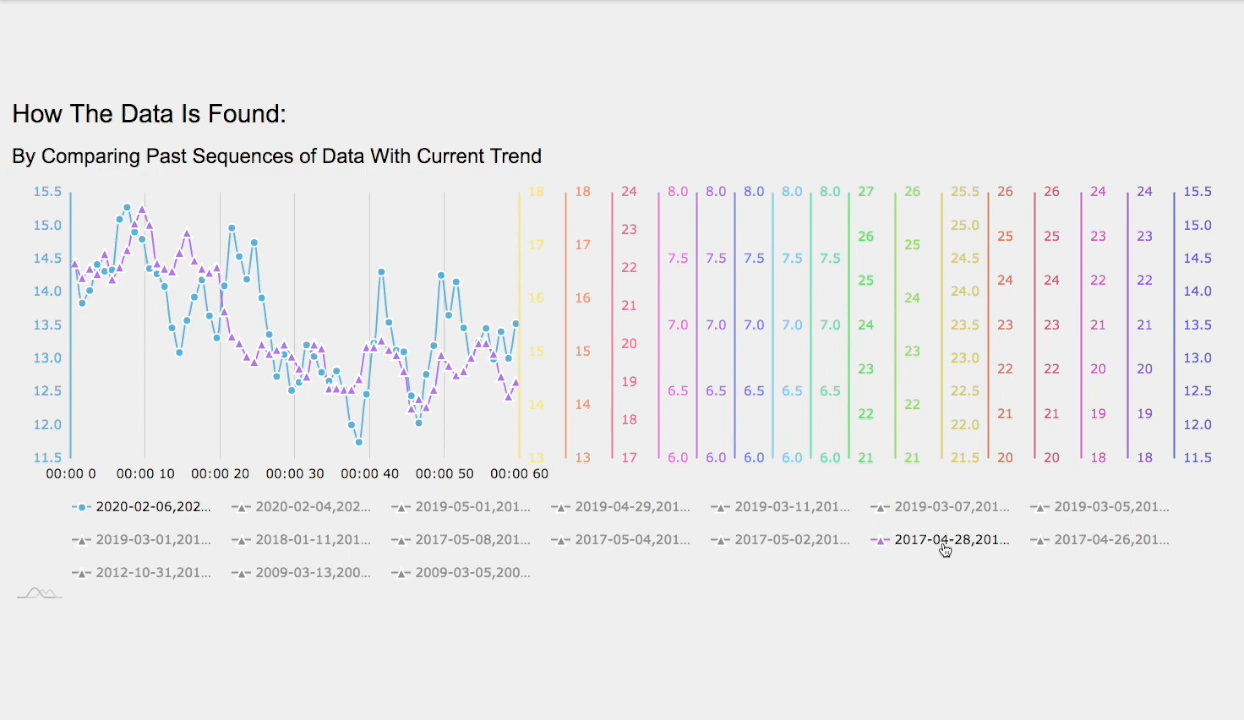 How The Data Is Found:
By Comparing Past Sequences of Data With Current Trend
15.5 18 18 24 8.0 8.0 8.0 8.0 8.0 27 26 25.5 26 26 24 24 15.5
15.0 23 26 25 25.0 25 25 23 23 15.0
14.5 17 17 22 7.5 7.5 7.5 7.5 7.5 25 24.5 24 24 22 22 14.5
14.0 16 16 21 24 24.0 14.0
13.5 20 7.0 7.0 7.0 7.0 7.0 24 23.5 23 23 21 21 13.5
13.0 15 15 19 23 23 23.0 22 22 20 20 13.0
12.5 6.5 6.5 6.5 6.5 6.5 22.5 12.5
12.0 14 14 18 22 22 22.0 21 21 19 19 12.0
11.5 13 13 17 6.0 6.0 6.0 6.0 6.0 21 21 21.5 20 20 18 18 11.5
00:00 0 00:00 10 00:00 20 00:00 30 00:00 40 00:00 50 00:00 60
2020-02-06,202... 2020-02-04,202... 2019-05-01,201... 2019-04-29,201... 2019-03-11,201... 2019-03-07,201... 2019-03-05,201...
2019-03-01,201... 2018-01-11,201... 2017-05-08,201... 2017-05-04,201... 2017-05-02,201... 2017-04-28,201... 2017-04-26,201...
2012-10-31,201... 2009-03-13,200... 2009-03-05,200...